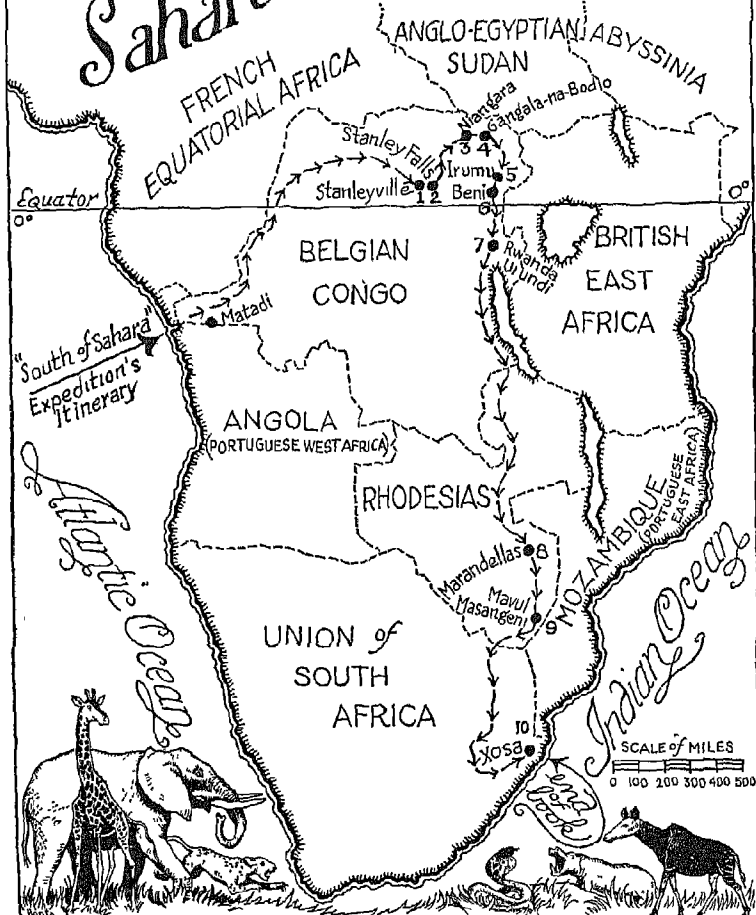 Sahara
ANGLO-EGYPTIAN
SUDAN
ABYSSINIA
FRENCH
EQUATORIAL AFRICA
Niangara
Gangala-na-Bodio
3 4
Stanley Falls
Stanleyville
1 2
Irumu
5
Beni
6
Equator
0°
0°
7
Rwanda
Urundi
BELGIAN
CONGO
BRITISH
EAST
AFRICA
Matadi
"South of Sahara"
Expedition's
Itinerary
ANGOLA
(PORTUGUESE WEST AFRICA)
RHODESIAS
MOZAMBIQUE
(PORTUGUESE
EAST AFRICA)
Marandellas
8
Mavul
Masangeni
9
Atlantic Ocean
Indian Ocean
UNION of
SOUTH
AFRICA
10
Xosa
end of
SCALE of MILES
0 100 200 300 400 500